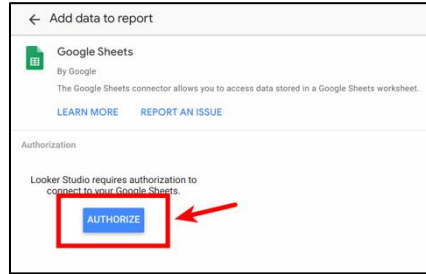 ← Add data to report
Google Sheets
By Google
The Google Sheets connector allows you to access data stored in a Google Sheets worksheet.
LEARN MORE REPORT AN ISSUE
Authorization
Looker Studio requires authorization to
connect to your Google Sheets.
AUTHORIZE